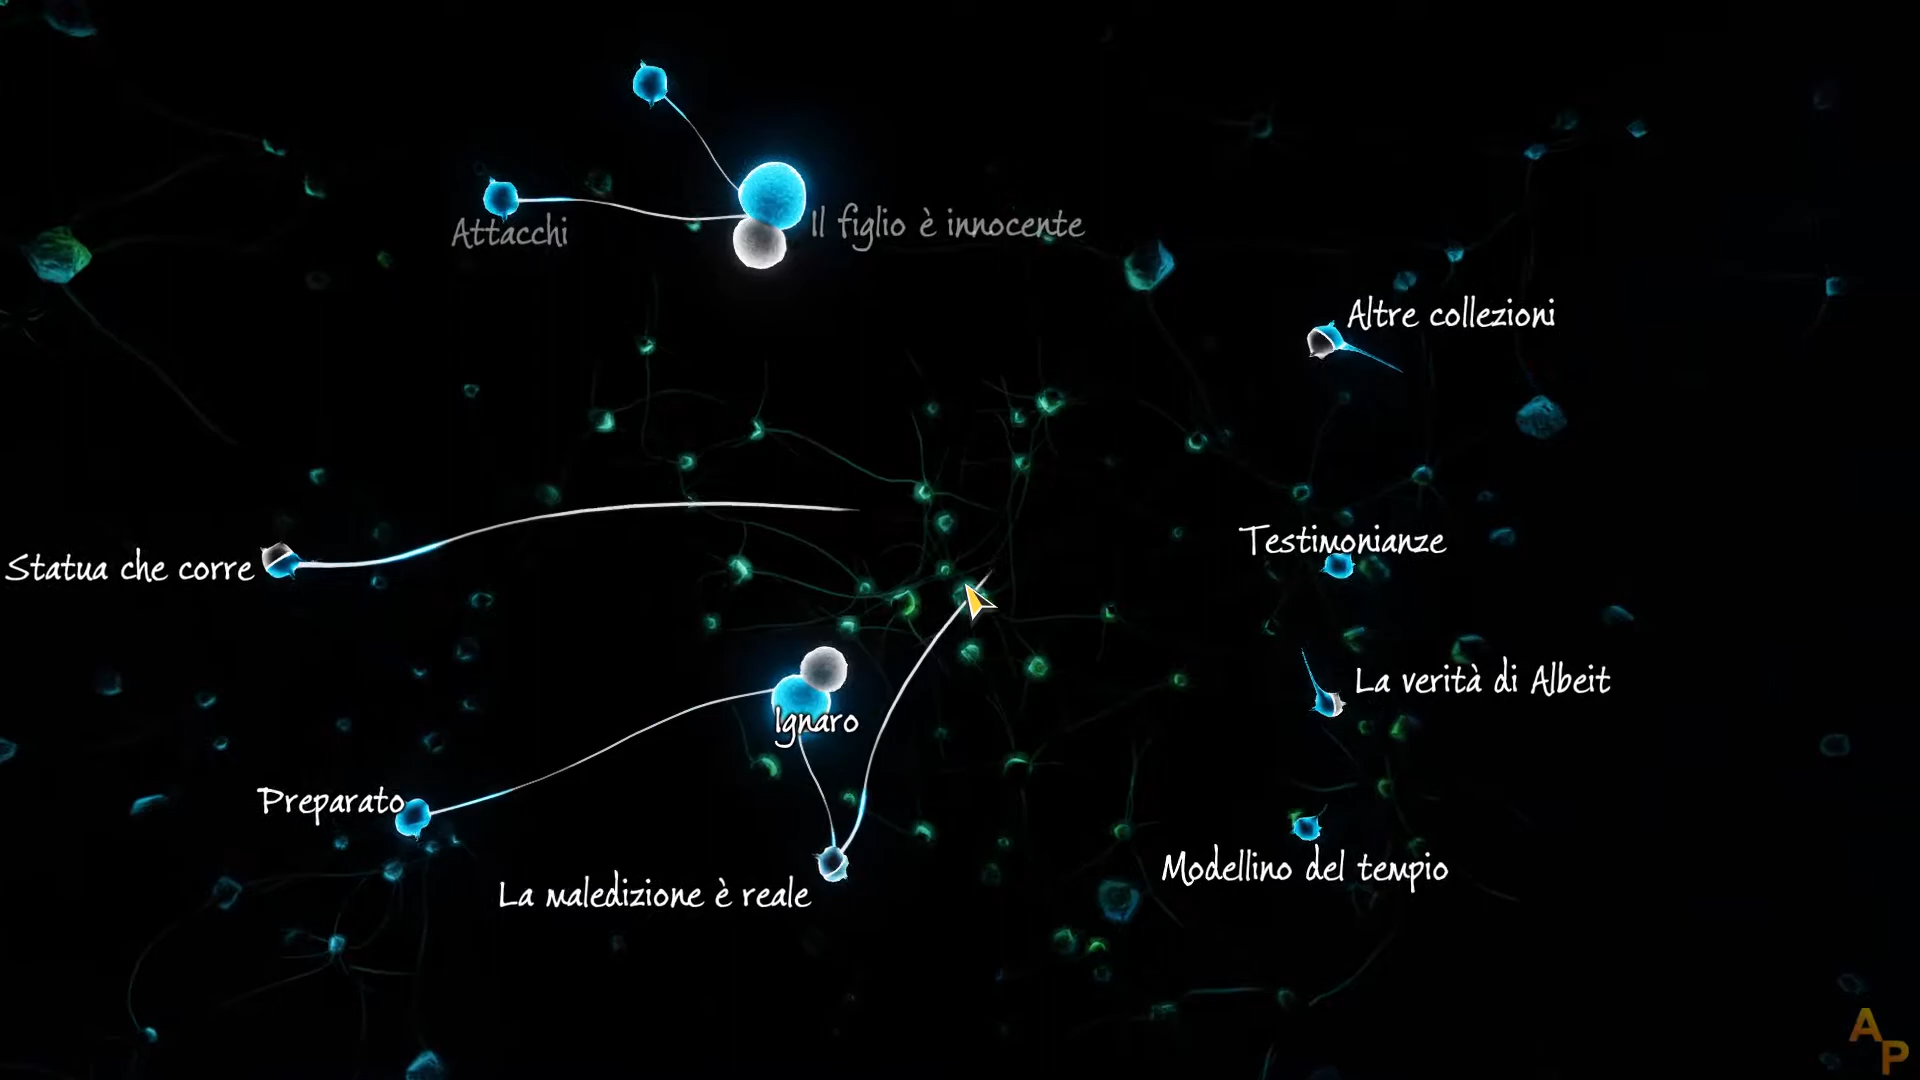 Attacchi
Il figlio è innocente
Altre collezioni
Testimonianze
Statua che corre
La verità di Albeit
Ignaro
Preparato
Modellino del tempio
La maledizione è reale
AP